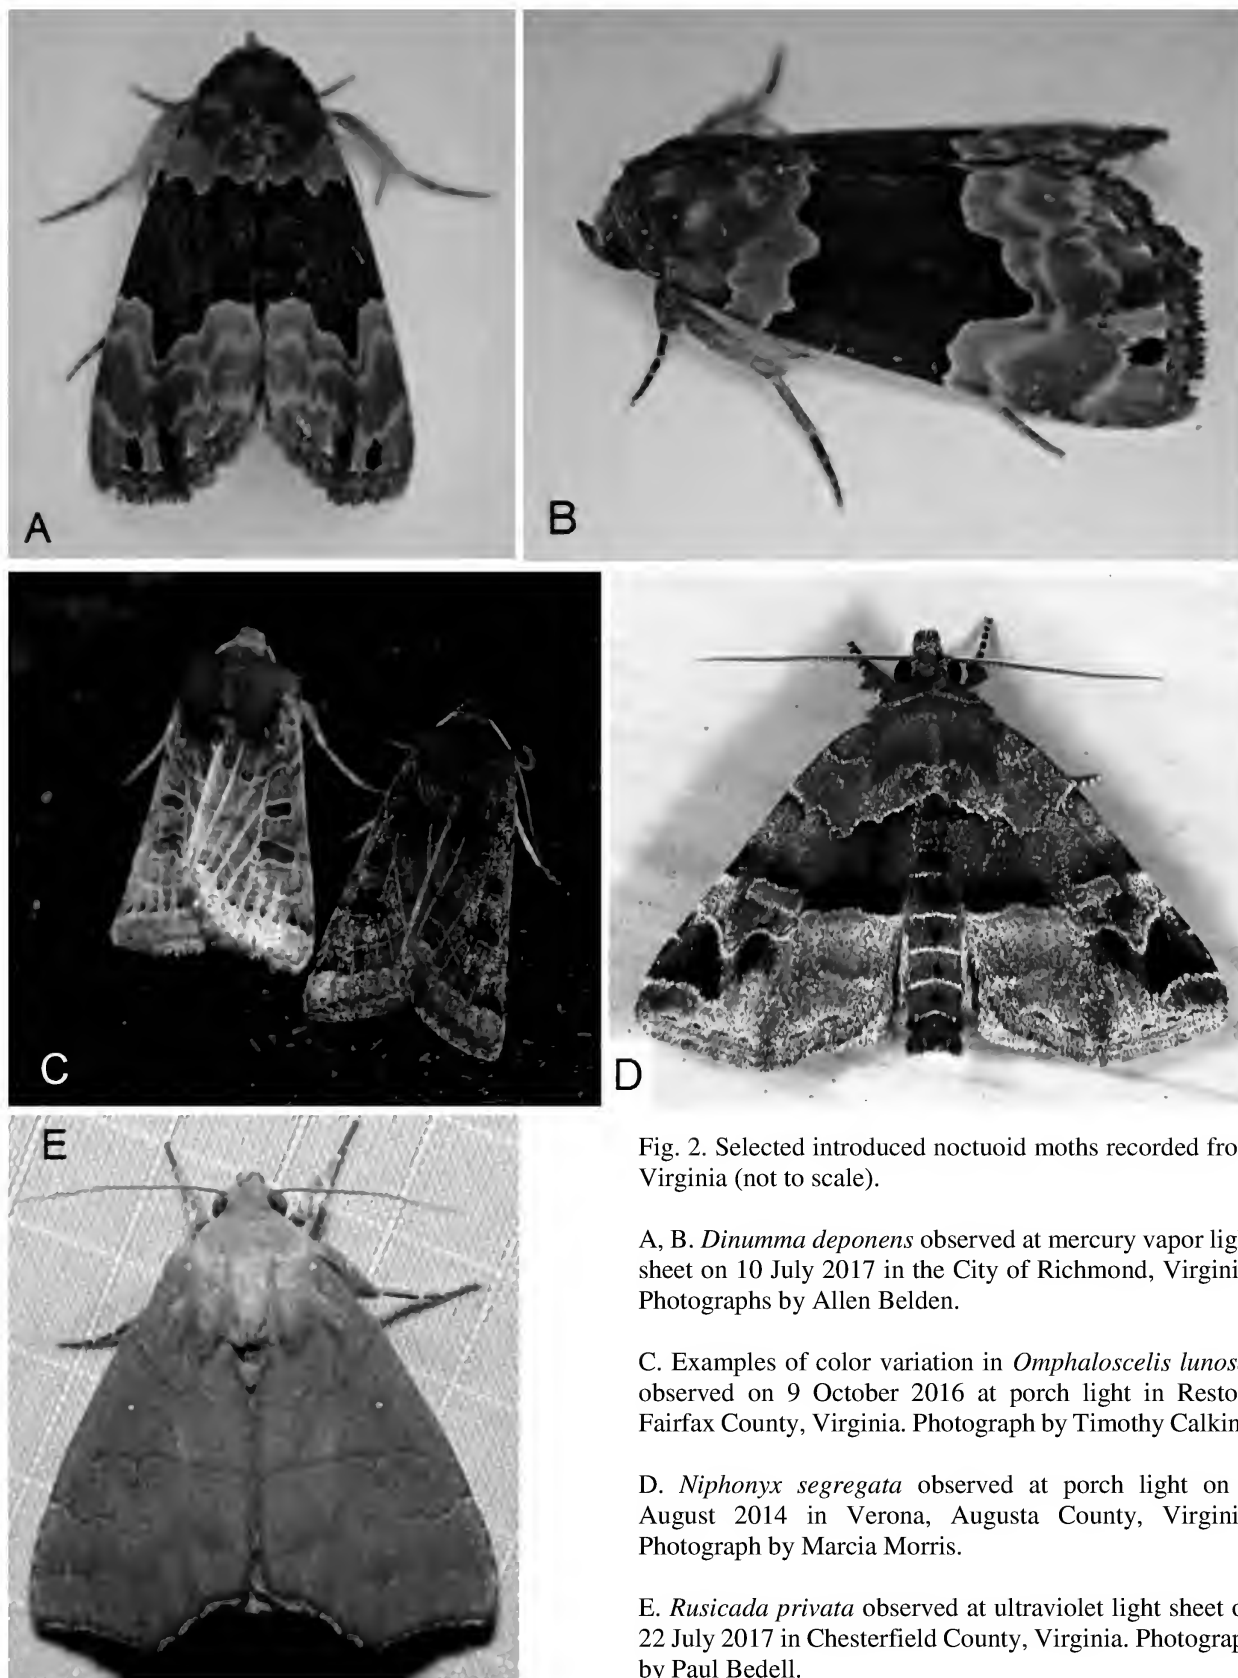 A
B
C
D
E
Fig. 2. Selected introduced noctuoid moths recorded fro
Virginia (not to scale).
A, B. Dinumma deponens observed at mercury vapor lig
sheet on 10 July 2017 in the City of Richmond, Virgini
Photographs by Allen Belden.
C. Examples of color variation in Omphaloscelis lunos
observed on 9 October 2016 at porch light in Resto
Fairfax County, Virginia. Photograph by Timothy Calkin
D. Niphonyx segregata observed at porch light on
August 2014 in Verona, Augusta County, Virgini
Photograph by Marcia Morris.
E. Rusicada privata observed at ultraviolet light sheet o
22 July 2017 in Chesterfield County, Virginia. Photograp
by Paul Bedell.